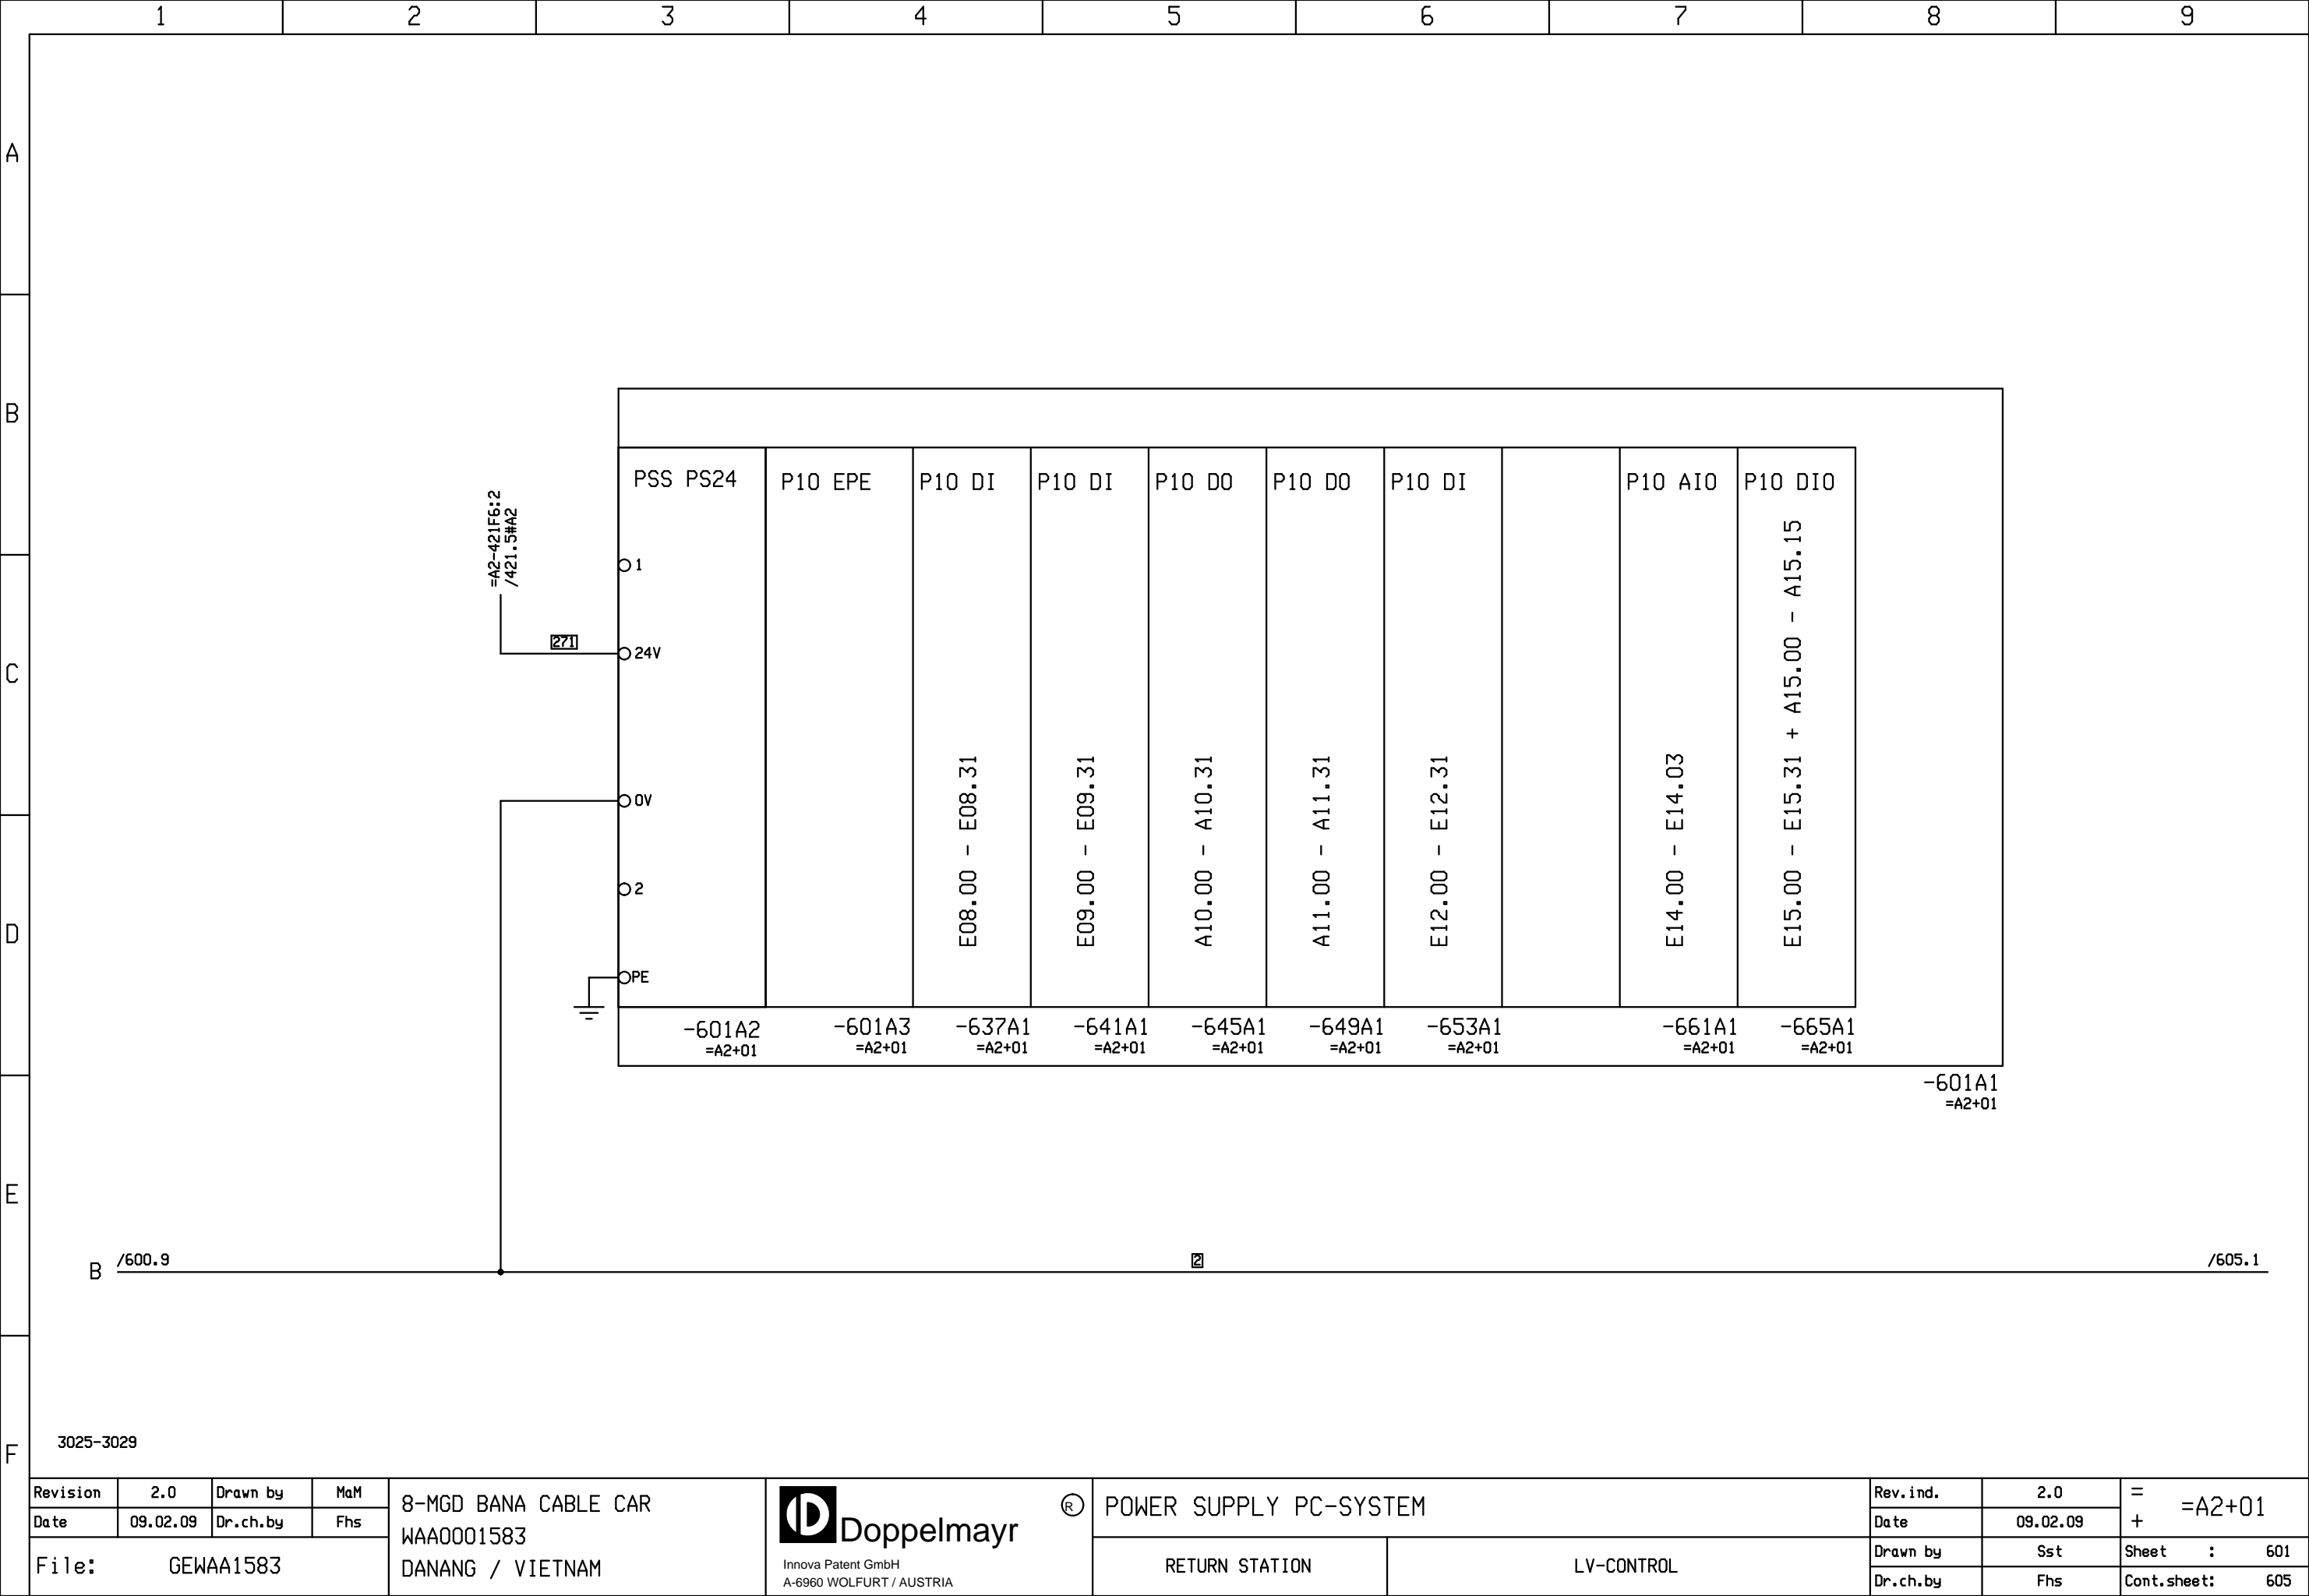 1 2 3 4 5 6 7 8 9
A
B
C
D
E
F
PSS PS24
P10 EPE
P10 DI
P10 DI
P10 DO
P10 DO
P10 DI
P10 AIO
P10 DIO
=A2-421F6:2
/421.5#A2
271
1
24V
0V
2
PE
E08.00 - E08.31
E09.00 - E09.31
A10.00 - A10.31
A11.00 - A11.31
E12.00 - E12.31
E14.00 - E14.03
E15.00 - E15.31 + A15.00 - A15.15
-601A2
=A2+01
-601A3
=A2+01
-637A1
=A2+01
-641A1
=A2+01
-645A1
=A2+01
-649A1
=A2+01
-653A1
=A2+01
-661A1
=A2+01
-665A1
=A2+01
-601A1
=A2+01
B /600.9
2
/605.1
3025-3029
Revision 2.0 Drawn by MaM
Date 09.02.09 Dr.ch.by Fhs
File: GEWAA1583
8-MGD BANA CABLE CAR
WAA0001583
DANANG / VIETNAM
Doppelmayr ®
Innova Patent GmbH
A-6960 WOLFURT / AUSTRIA
POWER SUPPLY PC-SYSTEM
RETURN STATION
LV-CONTROL
Rev.ind. 2.0
Date 09.02.09
Drawn by Sst
Dr.ch.by Fhs
= =A2+01
+
Sheet : 601
Cont.sheet: 605